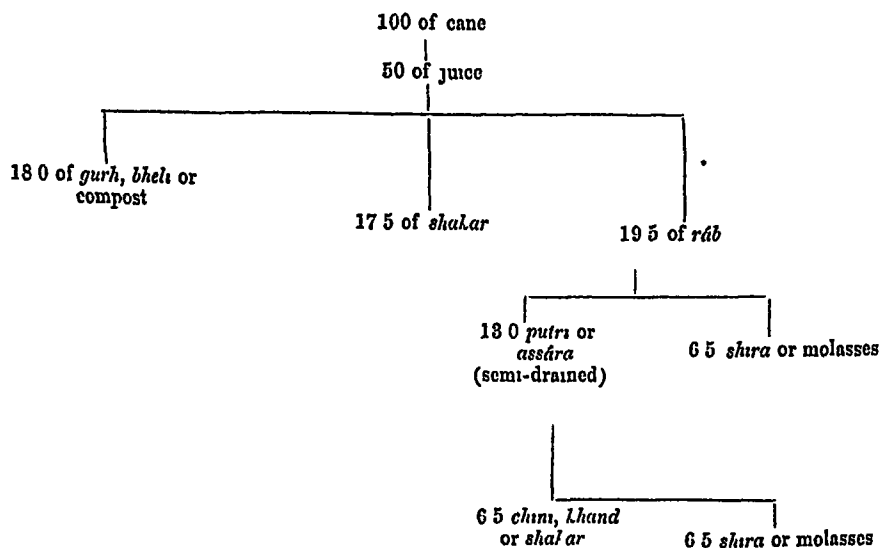 100 of cane
50 of juice
18 0 of gurh, bheli or
compost
17 5 of shakar
19 5 of ráb
13 0 putri or
assára
(semi-drained)
6 5 shira or molasses
6 5 chini, khand
or shakar
6 5 shira or molasses